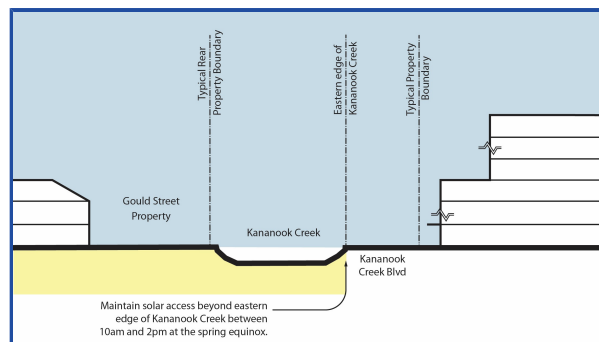 Typical Rear
Property Boundary
Eastern edge of
Kananook Creek
Typical Property
Boundary
Gould Street
Property
Kananook Creek
Kananook
Creek Blvd
Maintain solar access beyond eastern
edge of Kananook Creek between
10am and 2pm at the spring equinox.